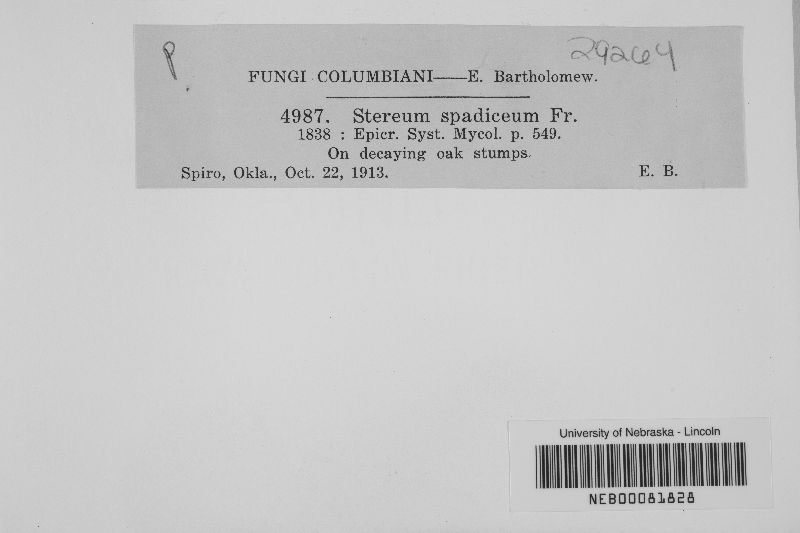 P.
29264
FUNGI COLUMBIANI——E. Bartholomew.
4987. Stereum spadiceum Fr.
1838 : Epicr. Syst. Mycol. p. 549.
On decaying oak stumps.
Spiro, Okla., Oct. 22, 1913. E. B.
University of Nebraska - Lincoln
NEB00081828